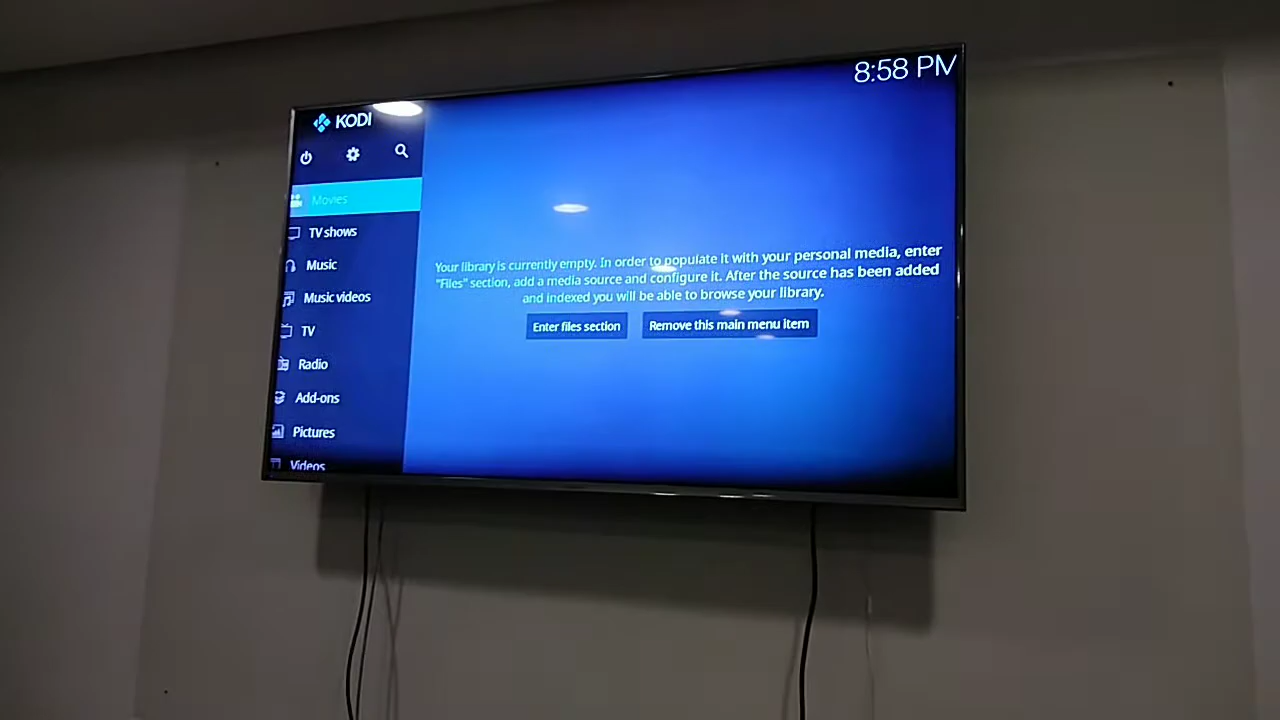 8:58 PM
KODI
Movies
TV shows
Music
Music videos
TV
Radio
Add-ons
Pictures
Videos
Your library is currently empty. In order to populate it with your personal media, enter
"Files" section, add a media source and configure it. After the source has been added
and indexed you will be able to browse your library.
Enter files section
Remove this main menu item